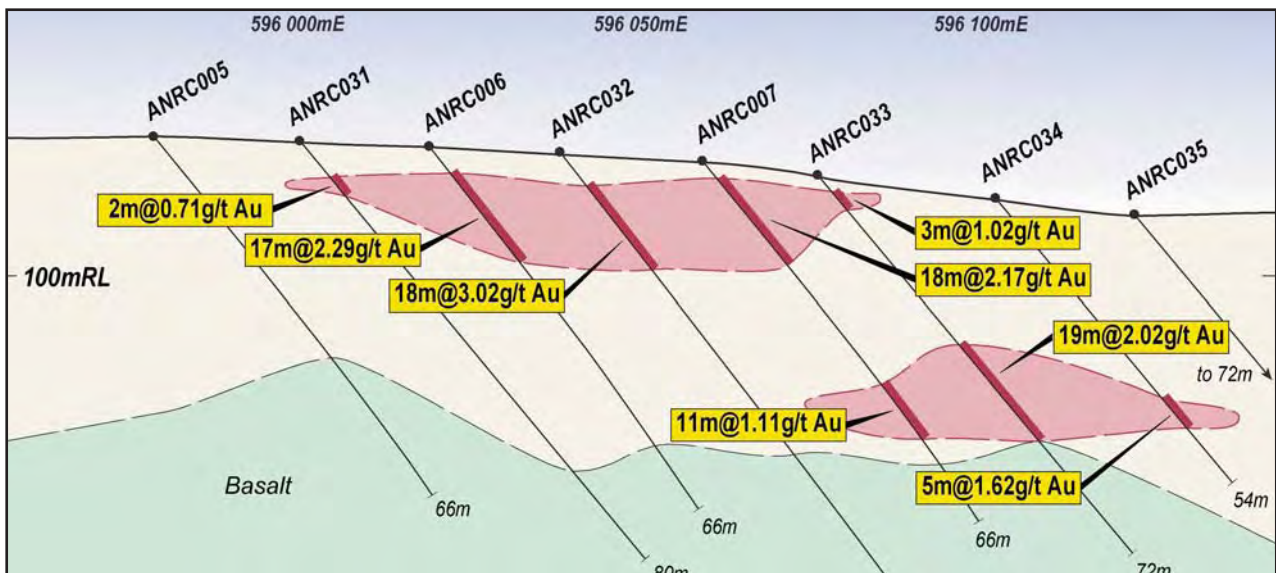 596 000mE
596 050mE
596 100mE
ANRC005
ANRC031
ANRC006
ANRC032
ANRC007
ANRC033
ANRC034
ANRC035
2m@0.71g/t Au
17m@2.29g/t Au
18m@3.02g/t Au
3m@1.02g/t Au
18m@2.17g/t Au
100mRL
19m@2.02g/t Au
to 72m
11m@1.11g/t Au
5m@1.62g/t Au
Basalt
66m
66m
66m
54m
80m
72m